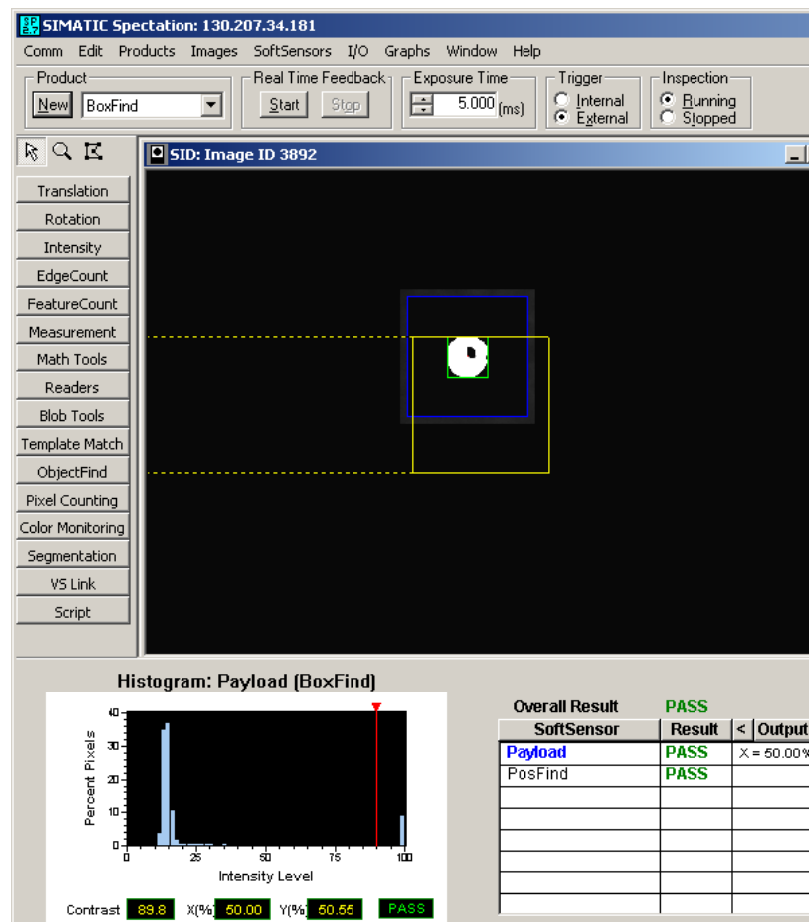 SIMATIC Spectation: 130.207.34.181
Comm Edit Products Images SoftSensors I/O Graphs Window Help
Product Real Time Feedback Exposure Time Trigger Inspection
New BoxFind Start Stop 5.000 (ms) Internal Running
External Stopped
SID: Image ID 3892
Translation
Rotation
Intensity
EdgeCount
FeatureCount
Measurement
Math Tools
Readers
Blob Tools
Template Match
ObjectFind
Pixel Counting
Color Monitoring
Segmentation
VS Link
Script
Histogram: Payload (BoxFind)
Percent Pixels
40
30
20
10
0
0 25 50 75 100
Intensity Level
Contrast 89.8 X(%) 50.00 Y(%) 50.55 PASS
Overall Result PASS
SoftSensor Result < Output
Payload PASS X = 50.00%
PosFind PASS